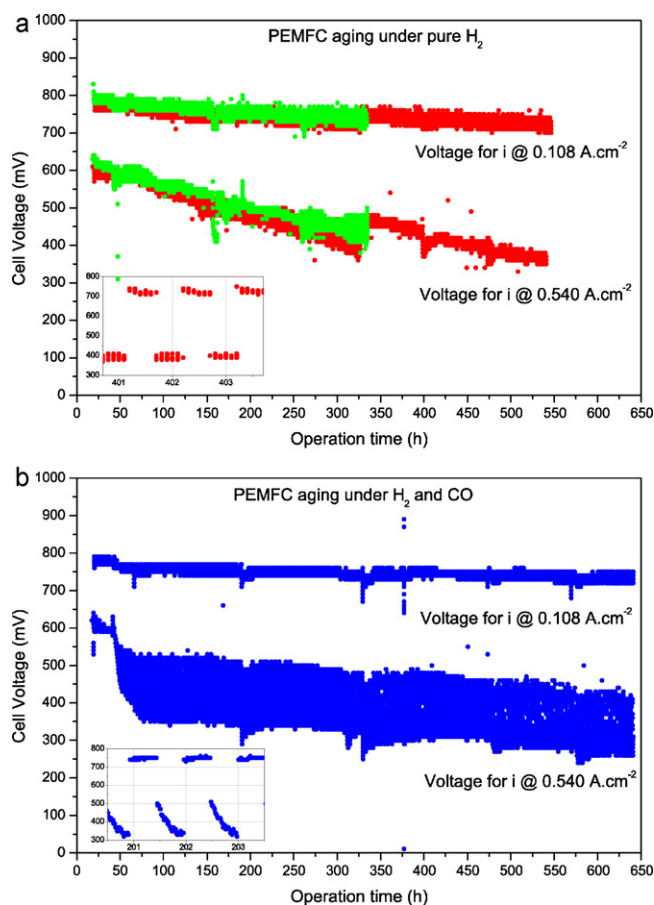 a
PEMFC aging under pure H₂
1000
900
800
700
600
500
400
300
200
100
0
Cell Voltage (mV)
Voltage for i @ 0.108 A.cm⁻²
Voltage for i @ 0.540 A.cm⁻²
800
700
600
500
400
300
401 402 403
0 50 100 150 200 250 300 350 400 450 500 550 600 650
Operation time (h)
b
PEMFC aging under H₂ and CO
1000
900
800
700
600
500
400
300
200
100
0
Cell Voltage (mV)
Voltage for i @ 0.108 A.cm⁻²
Voltage for i @ 0.540 A.cm⁻²
800
700
600
500
400
300
201 202 203
0 50 100 150 200 250 300 350 400 450 500 550 600 650
Operation time (h)